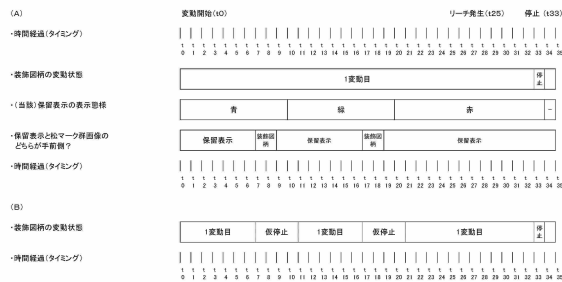 (A)
変動開始(t0) リーチ発生(t25) 停止(t33)
・時間経過(タイミング)
t t t t t t t t t t t t t t t t t t t t t t t t t t t t t t t t t t t t
0 1 2 3 4 5 6 7 8 9 10 11 12 13 14 15 16 17 18 19 20 21 22 23 24 25 26 27 28 29 30 31 32 33 34 35
・装飾図柄の変動状態 1変動目 停止
・(当該)保留表示の表示態様 青 緑 赤 −
・保留表示と松マーク群画像の
どちらが手前側? 保留表示 装飾図柄 保留表示 装飾図柄 保留表示
・時間経過(タイミング)
t t t t t t t t t t t t t t t t t t t t t t t t t t t t t t t t t t t t
0 1 2 3 4 5 6 7 8 9 10 11 12 13 14 15 16 17 18 19 20 21 22 23 24 25 26 27 28 29 30 31 32 33 34 35
(B)
・装飾図柄の変動状態 1変動目 仮停止 1変動目 仮停止 1変動目 停止
・時間経過(タイミング)
t t t t t t t t t t t t t t t t t t t t t t t t t t t t t t t t t t t t
0 1 2 3 4 5 6 7 8 9 10 11 12 13 14 15 16 17 18 19 20 21 22 23 24 25 26 27 28 29 30 31 32 33 34 35